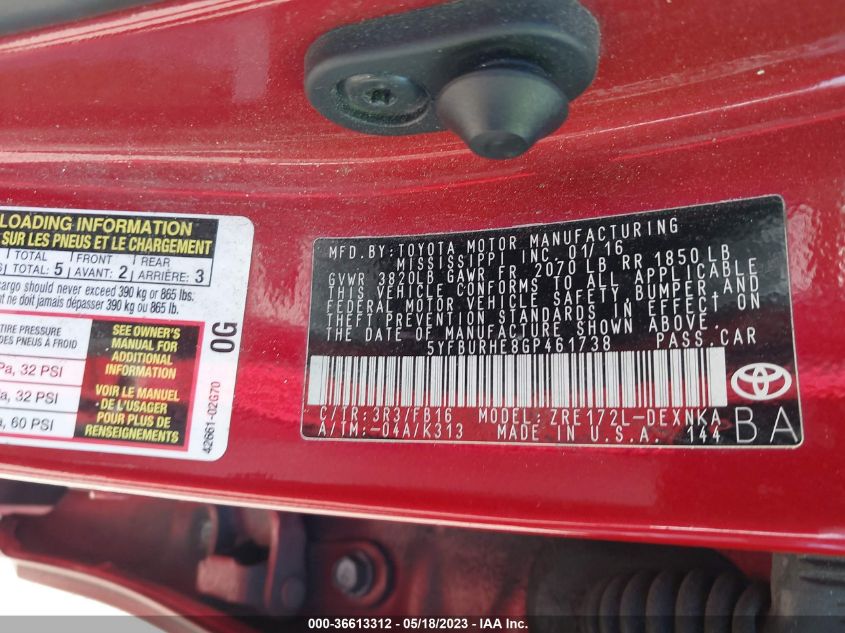 LOADING INFORMATION
SUR LES PNEUS ET LE CHARGEMENT
TOTAL FRONT REAR
TOTAL: 5 AVANT: 2 ARRIÈRE: 3
cargo should never exceed 390 kg or 865 lbs.
ne doit jamais dépasser 390 kg ou 865 lb.
TIRE PRESSURE
PNEUS À FROID
32 PSI
32 PSI
60 PSI
SEE OWNER'S
MANUAL FOR
ADDITIONAL
INFORMATION
VOIR LE MANUEL
DE L'USAGER
POUR PLUS DE
RENSEIGNEMENTS
0G
42661-02G70
MFD.BY:TOYOTA MOTOR MANUFACTURING
MISSISSIPPI INC. 01/16
GVWR 3820LB GAWR FR 2070 LB RR 1850 LB
THIS VEHICLE CONFORMS TO ALL APPLICABLE
FEDERAL MOTOR VEHICLE SAFETY,BUMPER AND
THEFT PREVENTION STANDARDS IN EFFECT ON
THE DATE OF MANUFACTURE SHOWN ABOVE.
5YFBURHE8GP461738 PASS.CAR
C/TR:3R3/FB16 MODEL:ZRE172L-DEXNKA
A/TM:-04A/K313 MADE IN U.S.A. 144
BA
000-36613312 - 05/18/2023 - IAA Inc.